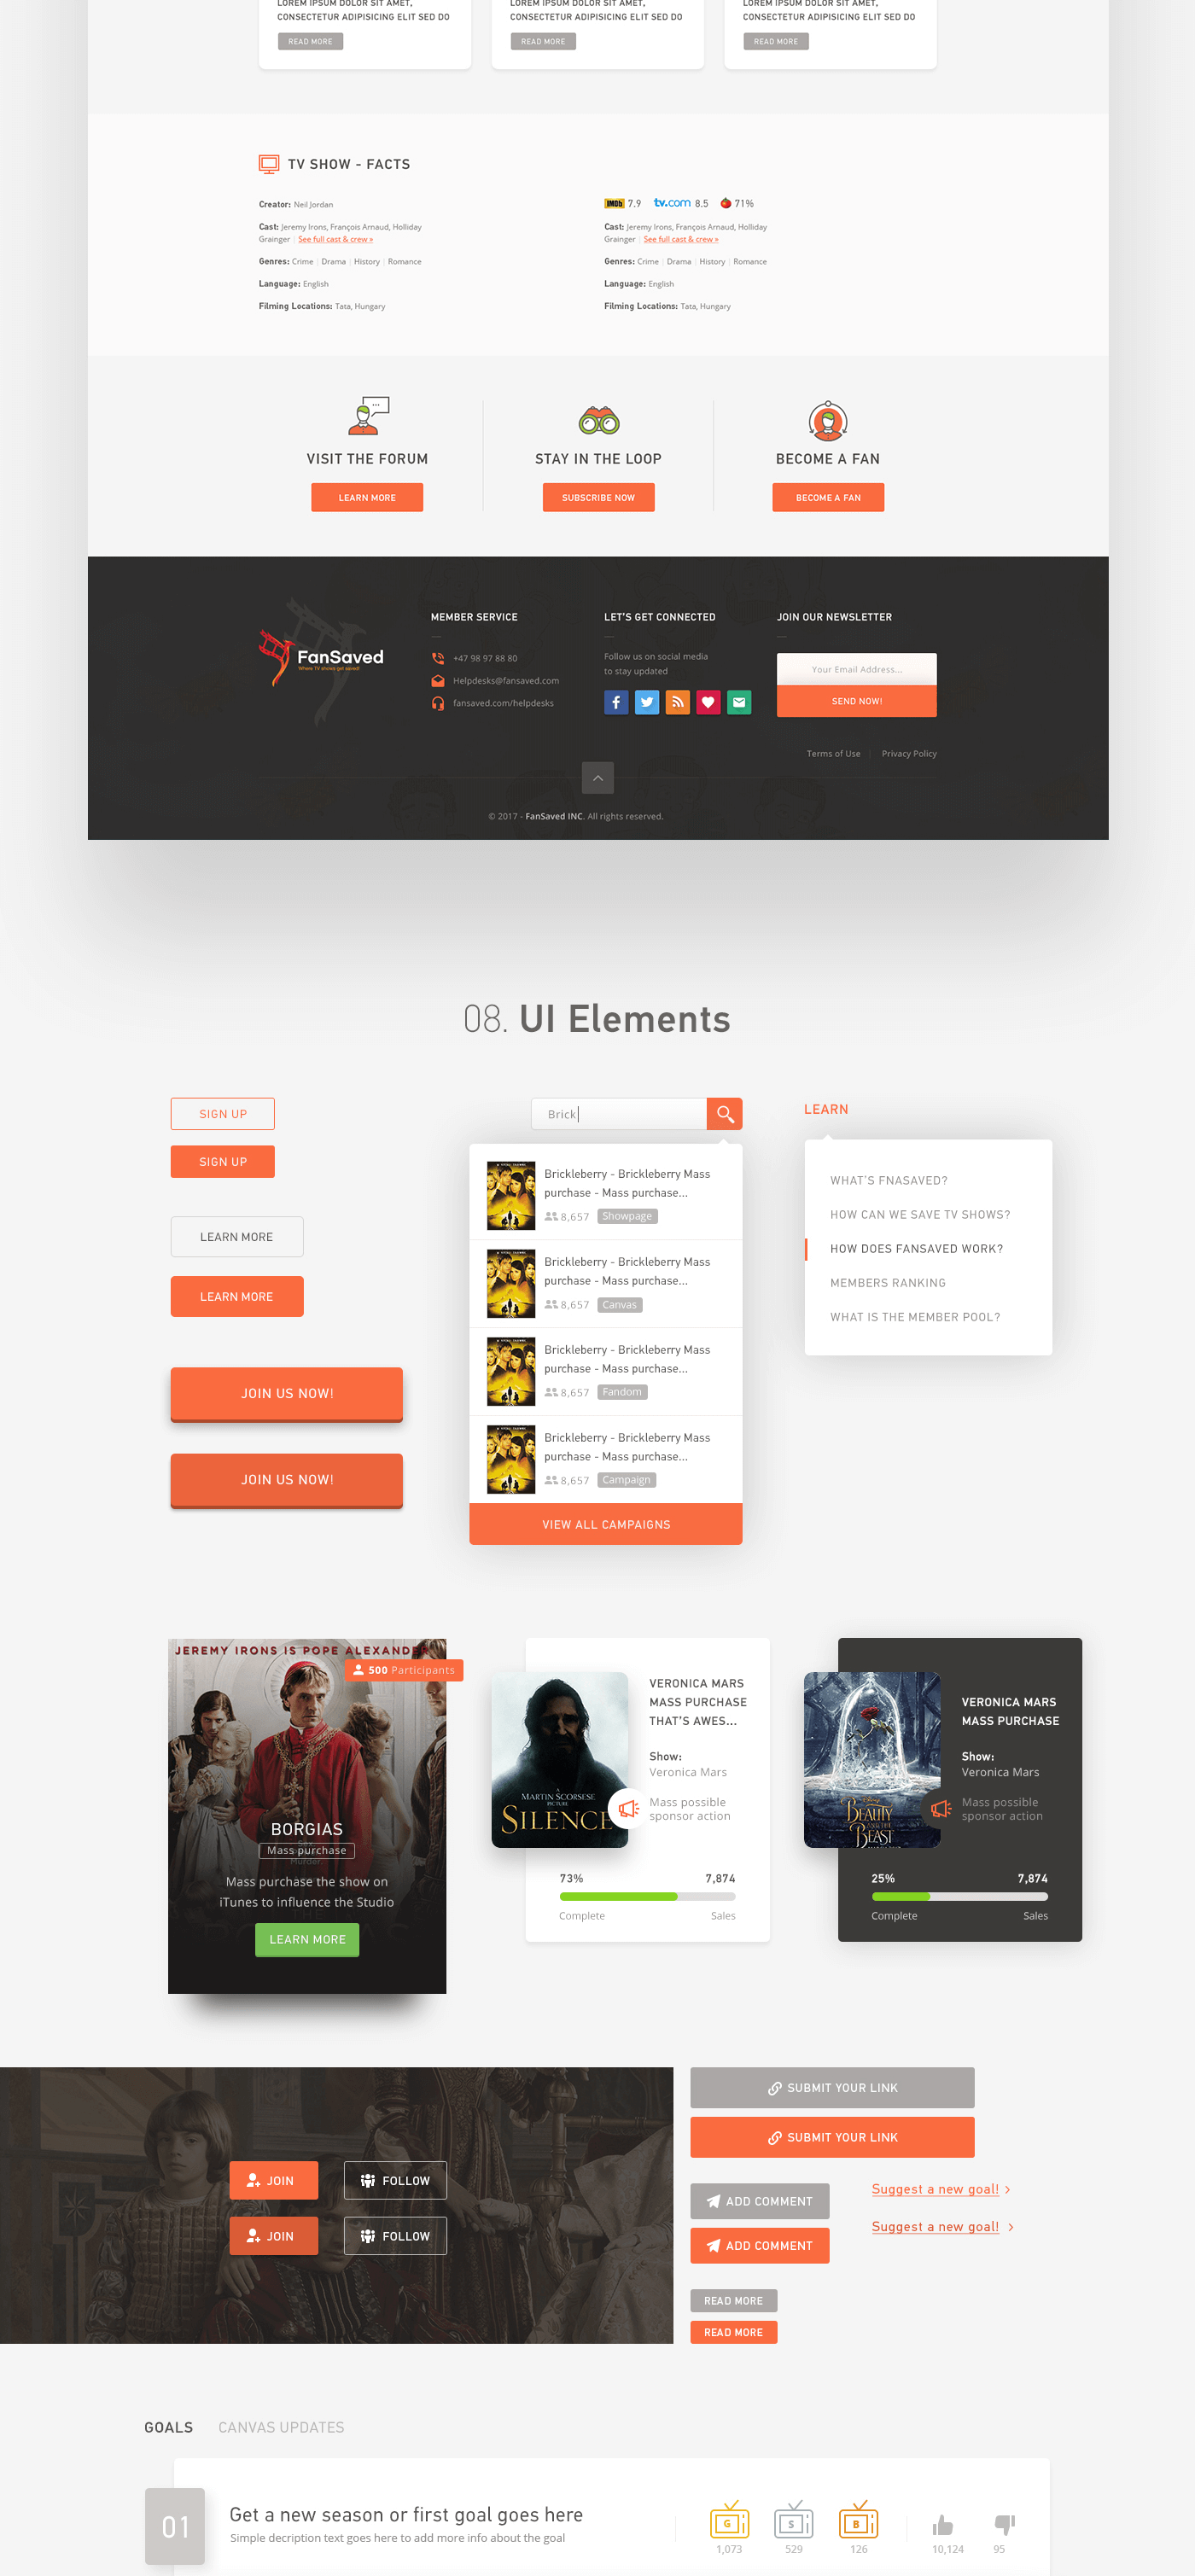 LOREM IPSUM DOLOR SIT AMET,
CONSECTETUR ADIPISICING ELIT SED DO
READ MORE
LOREM IPSUM DOLOR SIT AMET,
CONSECTETUR ADIPISICING ELIT SED DO
READ MORE
LOREM IPSUM DOLOR SIT AMET,
CONSECTETUR ADIPISICING ELIT SED DO
READ MORE
TV SHOW - FACTS
Creator: Neil Jordan
Cast: Jeremy Irons, François Arnaud, Holliday
Grainger | See full cast & crew »
Genres: Crime | Drama | History | Romance
Language: English
Filming Locations: Tata, Hungary
IMDb 7.9 tv.com 8.5 71%
Cast: Jeremy Irons, François Arnaud, Holliday
Grainger | See full cast & crew »
Genres: Crime | Drama | History | Romance
Language: English
Filming Locations: Tata, Hungary
VISIT THE FORUM
LEARN MORE
STAY IN THE LOOP
SUBSCRIBE NOW
BECOME A FAN
BECOME A FAN
FanSaved
Where TV shows get saved!
MEMBER SERVICE
+47 98 97 88 80
Helpdesks@fansaved.com
fansaved.com/helpdesks
LET'S GET CONNECTED
Follow us on social media
to stay updated
JOIN OUR NEWSLETTER
Your Email Address...
SEND NOW!
Terms of Use | Privacy Policy
© 2017 - FanSaved INC. All rights reserved.
08. UI Elements
SIGN UP
SIGN UP
LEARN MORE
LEARN MORE
JOIN US NOW!
JOIN US NOW!
Brick
Brickleberry - Brickleberry Mass
purchase - Mass purchase...
8,657 Showpage
Brickleberry - Brickleberry Mass
purchase - Mass purchase...
8,657 Canvas
Brickleberry - Brickleberry Mass
purchase - Mass purchase...
8,657 Fandom
Brickleberry - Brickleberry Mass
purchase - Mass purchase...
8,657 Campaign
VIEW ALL CAMPAIGNS
LEARN
WHAT'S FNASAVED?
HOW CAN WE SAVE TV SHOWS?
HOW DOES FANSAVED WORK?
MEMBERS RANKING
WHAT IS THE MEMBER POOL?
JEREMY IRONS IS POPE ALEXANDER
500 Participants
BORGIAS
Mass purchase
Murder.
Mass purchase the show on
iTunes to influence the Studio
LEARN MORE
A
MARTIN SCORSESE
PICTURE
SILENCE
VERONICA MARS
MASS PURCHASE
THAT'S AWES...
Show:
Veronica Mars
Mass possible
sponsor action
73% 7,874
Complete Sales
Disney
BEAUTY
AND THE
BEAST
VERONICA MARS
MASS PURCHASE
Show:
Veronica Mars
Mass possible
sponsor action
25% 7,874
Complete Sales
JOIN FOLLOW
JOIN FOLLOW
SUBMIT YOUR LINK
SUBMIT YOUR LINK
ADD COMMENT
ADD COMMENT
Suggest a new goal! ›
Suggest a new goal! ›
READ MORE
READ MORE
GOALS CANVAS UPDATES
01
Get a new season or first goal goes here
Simple decription text goes here to add more info about the goal
G S B
1,073 529 126 10,124 95